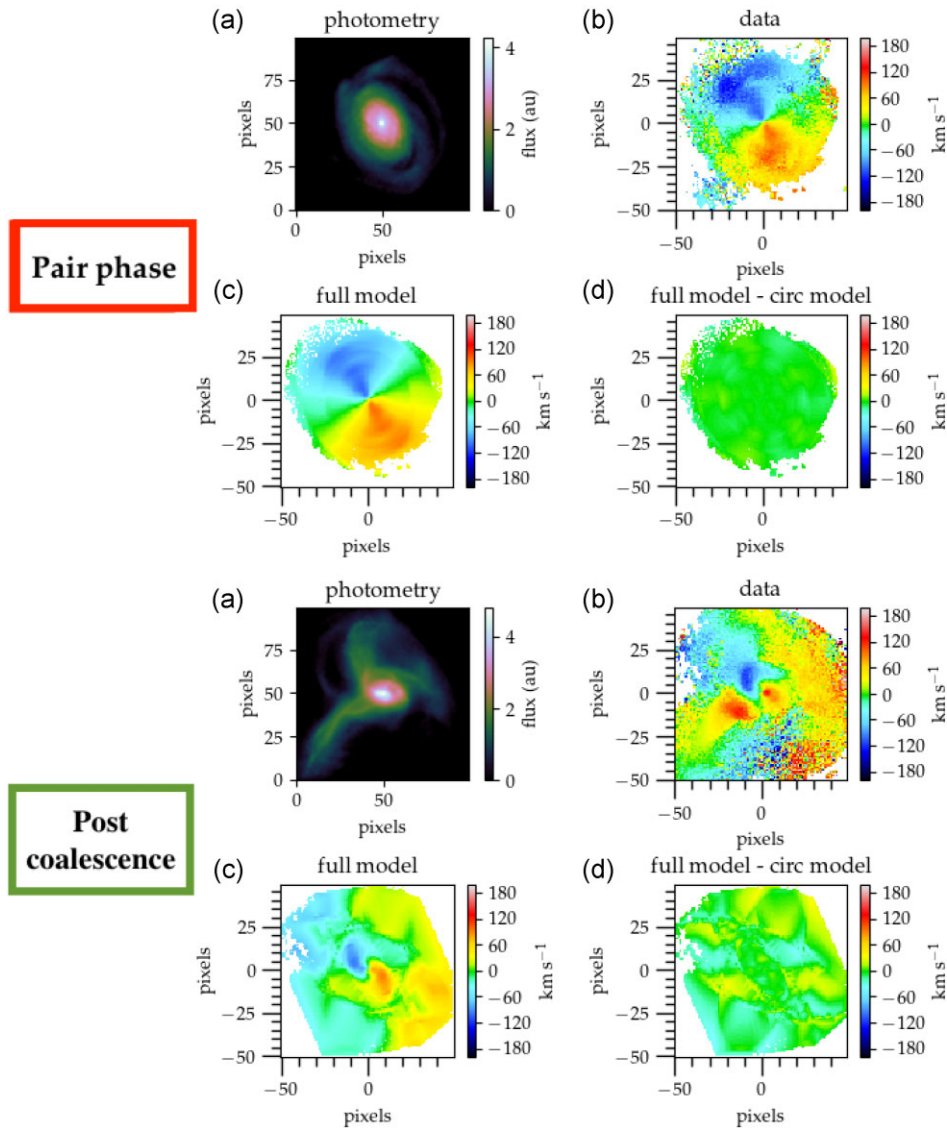 Pair phase
(a)
photometry
75
50
25
0
0
50
pixels
pixels
4
2
0
flux (au)
(b)
data
25
0
−25
−50
−50
0
pixels
pixels
180
120
60
0
−60
−120
−180
km s⁻¹
(c)
full model
25
0
−25
−50
−50
0
pixels
pixels
180
120
60
0
−60
−120
−180
km s⁻¹
(d)
full model - circ model
25
0
−25
−50
−50
0
pixels
pixels
180
120
60
0
−60
−120
−180
km s⁻¹
Post
coalescence
(a)
photometry
75
50
25
0
0
50
pixels
pixels
4
2
0
flux (au)
(b)
data
25
0
−25
−50
−50
0
pixels
pixels
180
120
60
0
−60
−120
−180
km s⁻¹
(c)
full model
25
0
−25
−50
−50
0
pixels
pixels
180
120
60
0
−60
−120
−180
km s⁻¹
(d)
full model - circ model
25
0
−25
−50
−50
0
pixels
pixels
180
120
60
0
−60
−120
−180
km s⁻¹